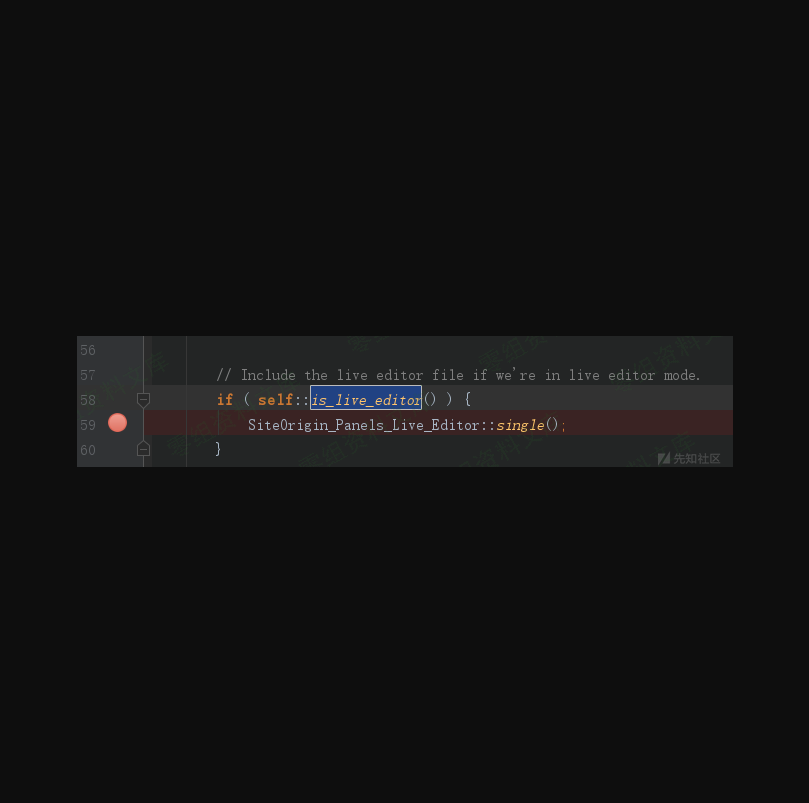 56
57 // Include the live editor file if we're in live editor mode.
58 if ( self::is_live_editor() ) {
59 SiteOrigin_Panels_Live_Editor::single();
60 }
先知社区